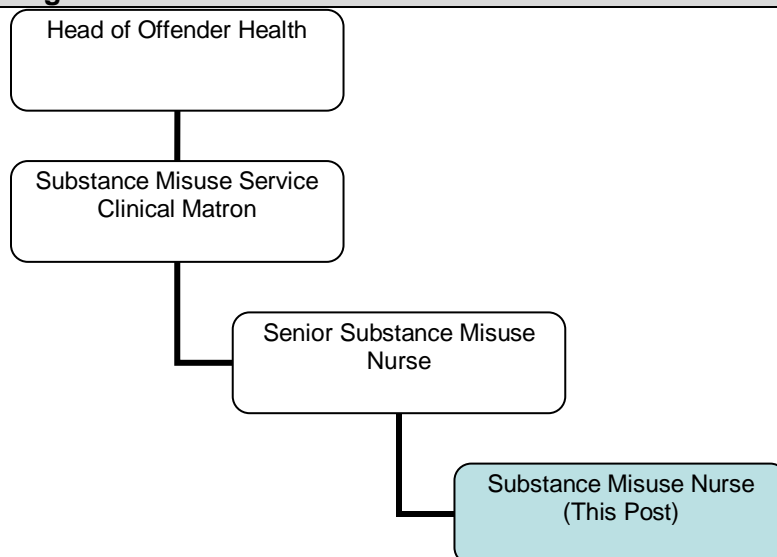 Head of Offender Health
Substance Misuse Service
Clinical Matron
Senior Substance Misuse
Nurse
Substance Misuse Nurse
(This Post)